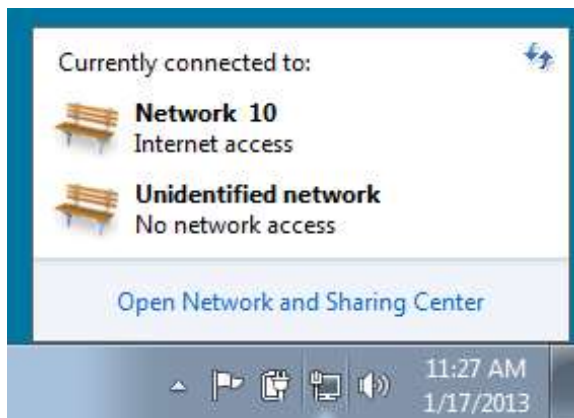 Currently connected to:
Network 10
Internet access
Unidentified network
No network access
Open Network and Sharing Center
11:27 AM
1/17/2013